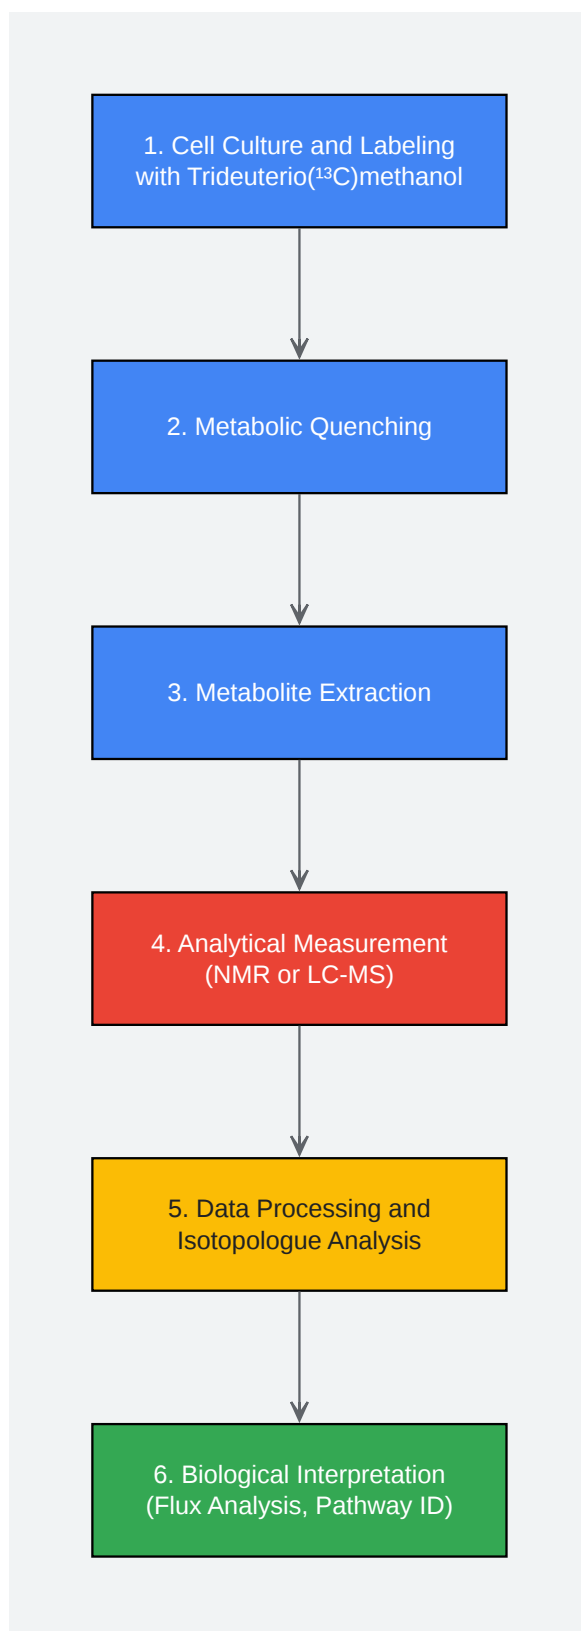 1. Cell Culture and Labeling
with Trideuterio(¹³C)methanol
2. Metabolic Quenching
3. Metabolite Extraction
4. Analytical Measurement
(NMR or LC-MS)
5. Data Processing and
Isotopologue Analysis
6. Biological Interpretation
(Flux Analysis, Pathway ID)